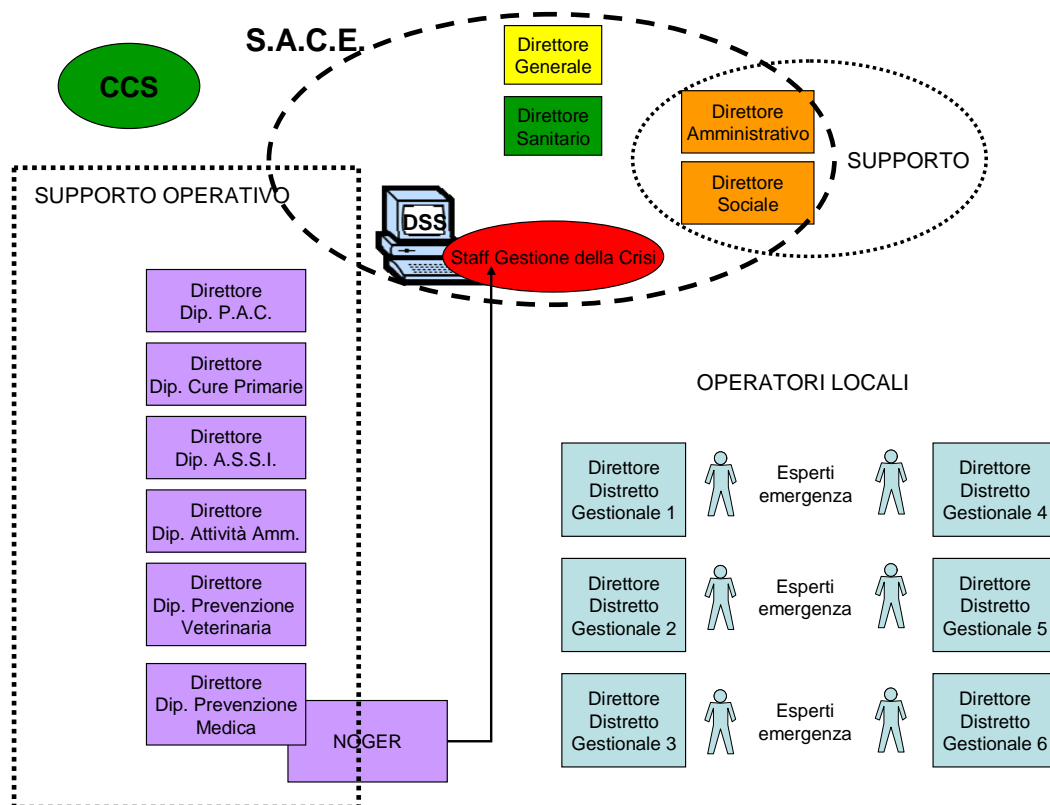 S.A.C.E.
CCS
Direttore
Generale
Direttore
Sanitario
Direttore
Amministrativo
Direttore
Sociale
SUPPORTO
SUPPORTO OPERATIVO
DSS
Staff Gestione della Crisi
Direttore
Dip. P.A.C.
Direttore
Dip. Cure Primarie
Direttore
Dip. A.S.S.I.
Direttore
Dip. Attività Amm.
Direttore
Dip. Prevenzione
Veterinaria
Direttore
Dip. Prevenzione
Medica
NOGER
OPERATORI LOCALI
Direttore
Distretto
Gestionale 1
Esperti
emergenza
Direttore
Distretto
Gestionale 4
Direttore
Distretto
Gestionale 2
Esperti
emergenza
Direttore
Distretto
Gestionale 5
Direttore
Distretto
Gestionale 3
Esperti
emergenza
Direttore
Distretto
Gestionale 6